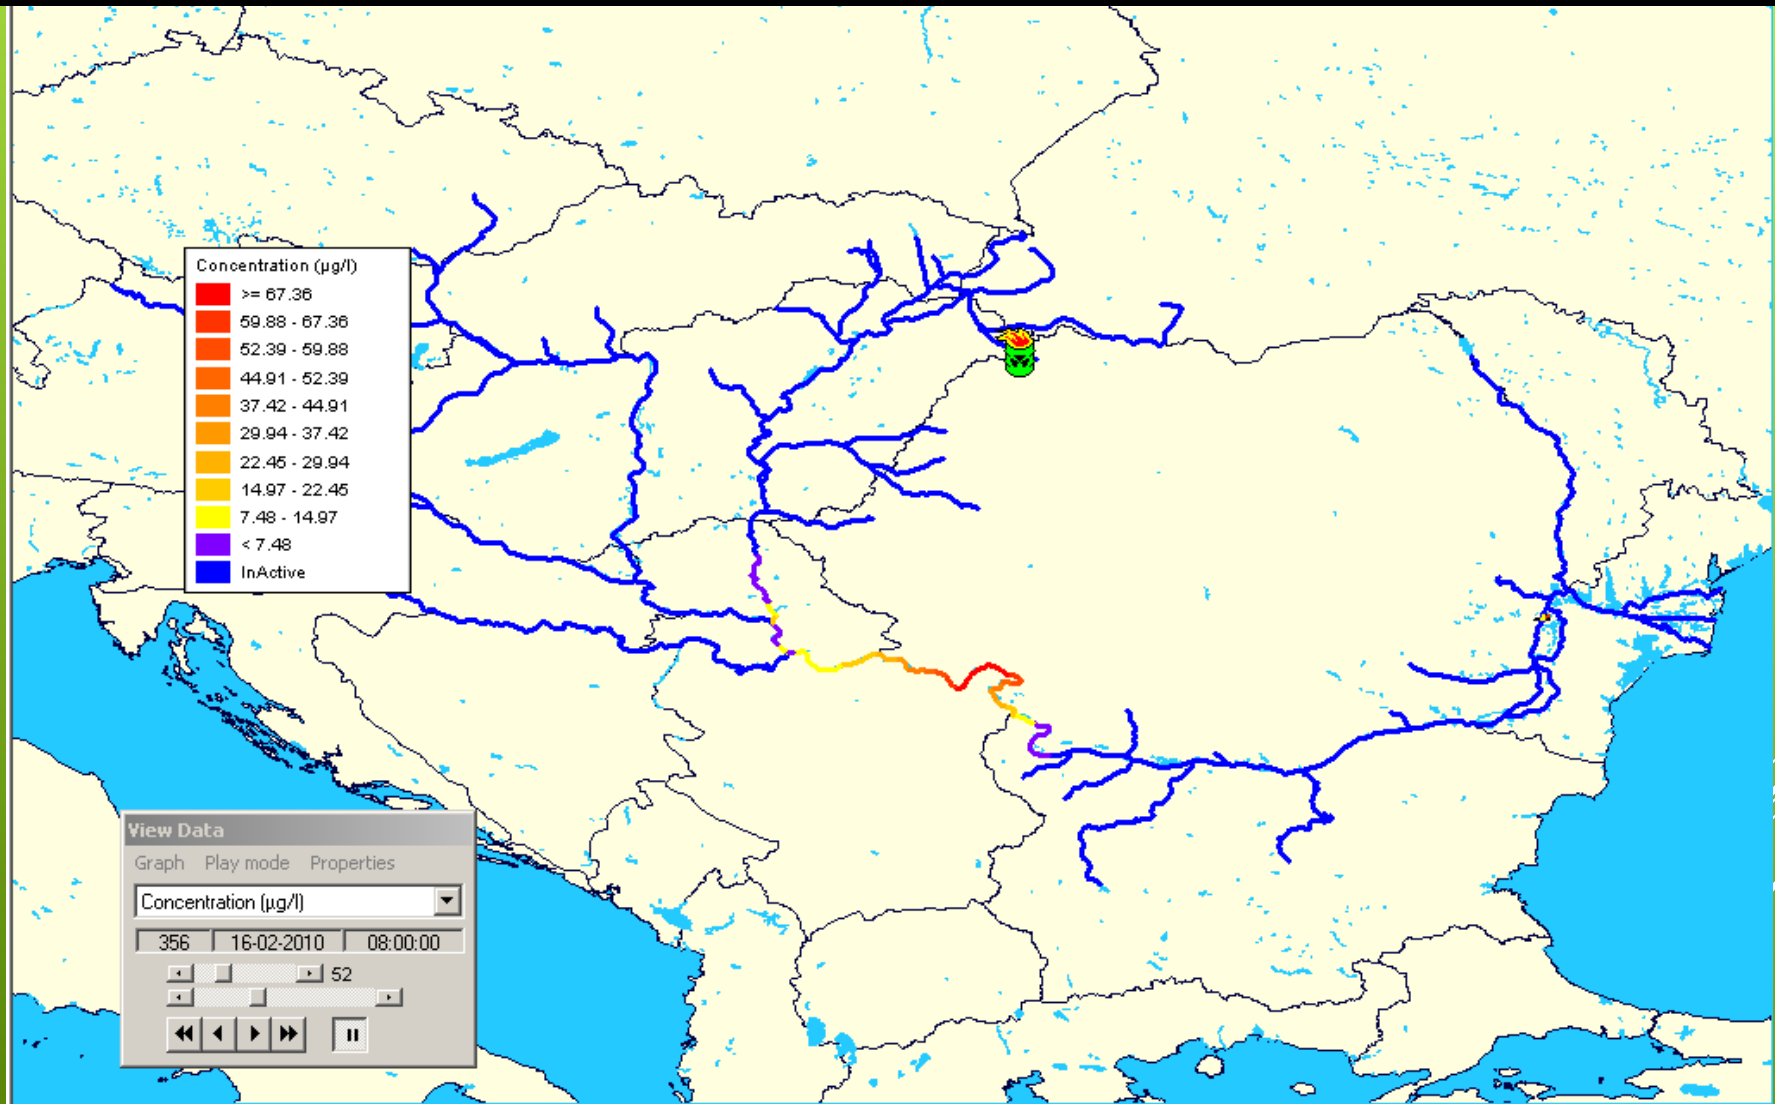 Concentration (µg/l)
>= 67.36
59.88 - 67.36
52.39 - 59.88
44.91 - 52.39
37.42 - 44.91
29.94 - 37.42
22.45 - 29.94
14.97 - 22.45
7.48 - 14.97
< 7.48
InActive
View Data
Graph Play mode Properties
Concentration (µg/l)
356 16-02-2010 08:00:00
52